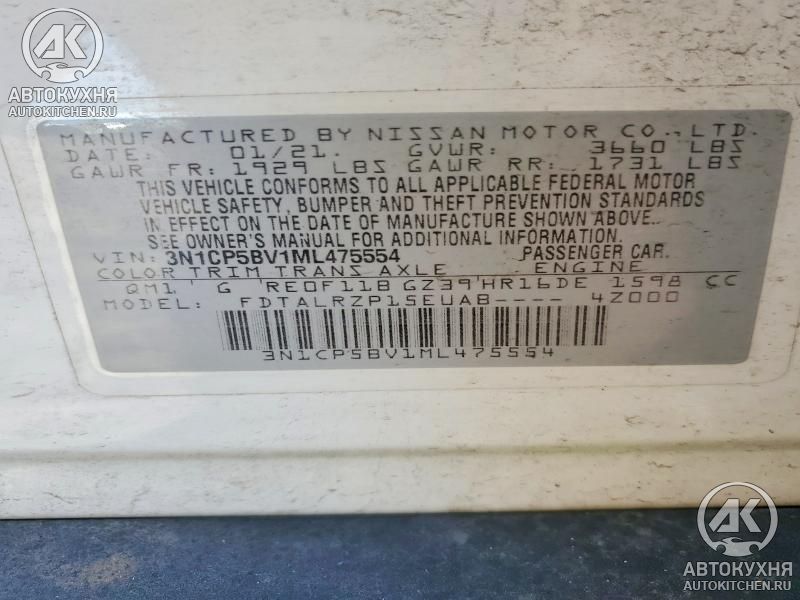 АК
АВТОКУХНЯ
AUTOKITCHEN.RU
MANUFACTURED BY NISSAN MOTOR CO., LTD.
DATE: 01/21. GVWR: 3660 LBS
GAWR FR: 1929 LBS GAWR RR: 1731 LBS
THIS VEHICLE CONFORMS TO ALL APPLICABLE FEDERAL MOTOR
VEHICLE SAFETY, BUMPER AND THEFT PREVENTION STANDARDS
IN EFFECT ON THE DATE OF MANUFACTURE SHOWN ABOVE.
SEE OWNER'S MANUAL FOR ADDITIONAL INFORMATION.
VIN: 3N1CP5BV1ML475554 PASSENGER CAR.
COLOR TRIM TRANS AXLE ENGINE
QM1 G RE0F11B GZ39 HR16DE 1598 CC
MODEL: FDTALRZP15EUAB---- 4Z000
3N1CP5BV1ML475554
АК
АВТОКУХНЯ
AUTOKITCHEN.RU